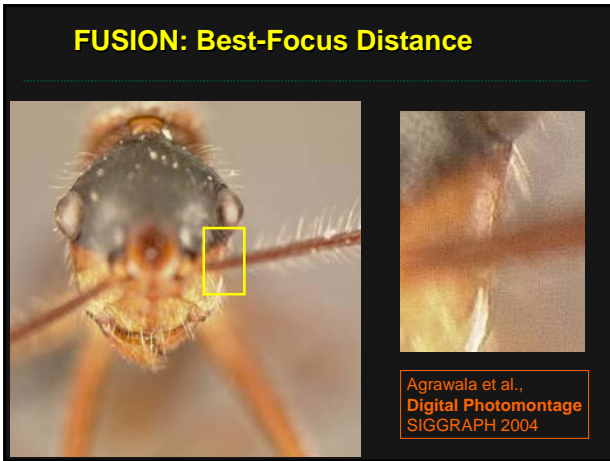 FUSION: Best-Focus Distance
Agrawala et al.,
Digital Photomontage
SIGGRAPH 2004